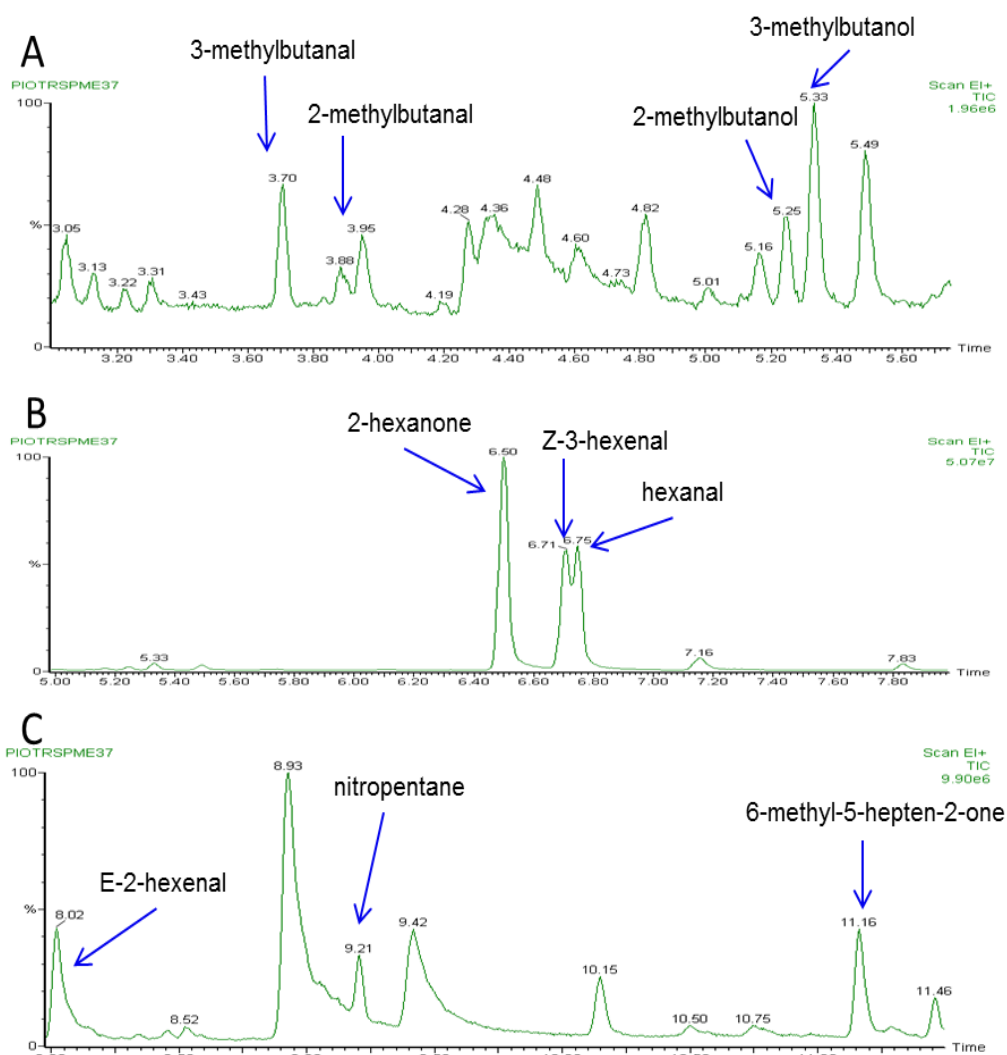 A
3-methylbutanal
3-methylbutanol
PIOTRSPME37
Scan EI+
TIC
1.96e6
2-methylbutanal
2-methylbutanol
100
%
0
3.05
3.13
3.22
3.31
3.43
3.70
3.88
3.95
4.19
4.28
4.36
4.48
4.60
4.73
4.82
5.01
5.16
5.25
5.33
5.49
3.20 3.40 3.60 3.80 4.00 4.20 4.40 4.60 4.80 5.00 5.20 5.40 5.60
Time
B
2-hexanone
Z-3-hexenal
hexanal
PIOTRSPME37
Scan EI+
TIC
5.07e7
100
%
0
5.33
6.50
6.71
6.75
7.16
7.83
5.00 5.20 5.40 5.60 5.80 6.00 6.20 6.40 6.60 6.80 7.00 7.20 7.40 7.60 7.80
Time
C
PIOTRSPME37
Scan EI+
TIC
9.90e6
nitropentane
6-methyl-5-hepten-2-one
E-2-hexenal
100
%
0
8.02
8.52
8.93
9.21
9.42
10.15
10.50
10.75
11.16
11.46
Time